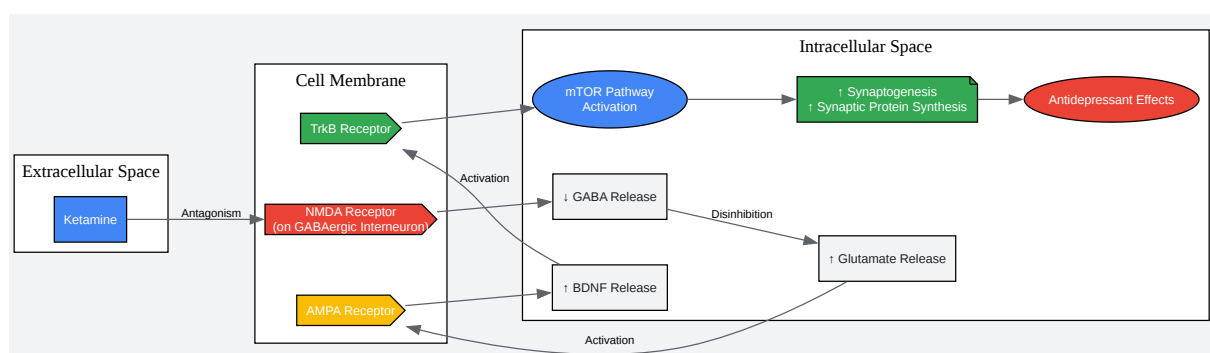 Intracellular Space
Cell Membrane
mTOR Pathway
Activation
↑ Synaptogenesis
↑ Synaptic Protein Synthesis
Antidepressant Effects
TrkB Receptor
Extracellular Space
Activation
Ketamine
Antagonism
NMDA Receptor
(on GABAergic Interneuron)
↓ GABA Release
Disinhibition
↑ Glutamate Release
↑ BDNF Release
AMPA Receptor
Activation